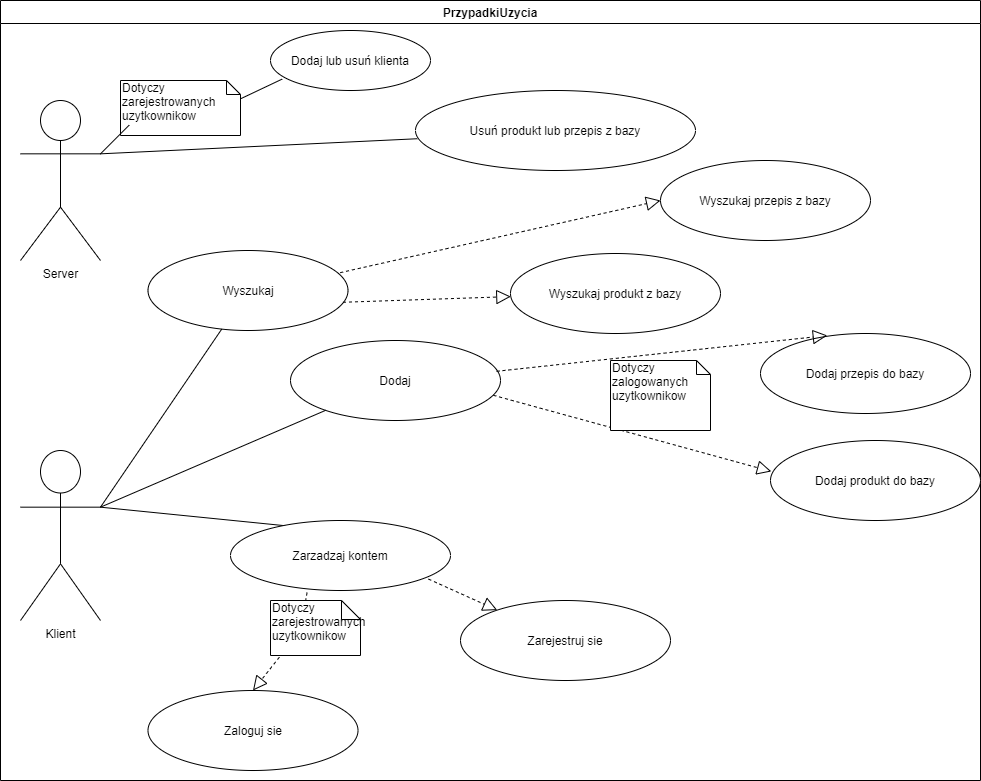 PrzypadkiUzycia
Dodaj lub usuń klienta
Dotyczy
zarejestrowanych
uzytkownikow
Usuń produkt lub przepis z bazy
Wyszukaj przepis z bazy
Server
Wyszukaj
Wyszukaj produkt z bazy
Dodaj
Dotyczy
zalogowanych
uzytkownikow
Dodaj przepis do bazy
Dodaj produkt do bazy
Zarzadzaj kontem
Dotyczy
zarejestrowanych
uzytkownikow
Klient
Zarejestruj sie
Zaloguj sie